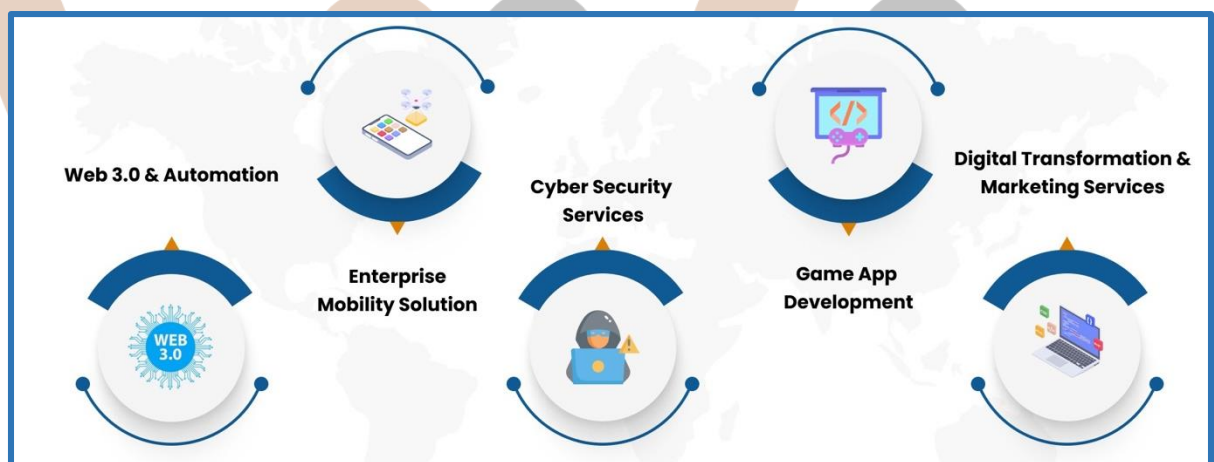 Web 3.0 & Automation
WEB
3.0
Enterprise
Mobility Solution
Cyber Security
Services
Game App
Development
Digital Transformation &
Marketing Services